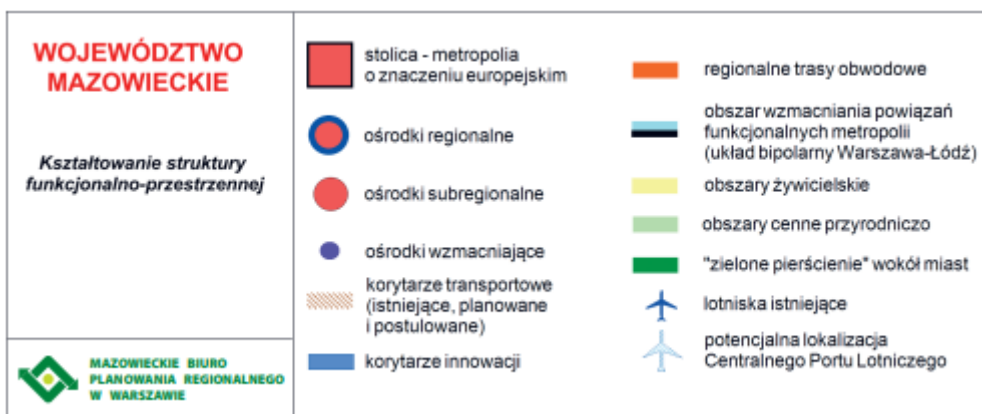 WOJEWÓDZTWO
MAZOWIECKIE
Kształtowanie struktury
funkcjonalno-przestrzennej
MAZOWIECKIE BIURO
PLANOWANIA REGIONALNEGO
W WARSZAWIE
stolica - metropolia
o znaczeniu europejskim
ośrodki regionalne
ośrodki subregionalne
ośrodki wzmacniające
korytarze transportowe
(istniejące, planowane
i postulowane)
korytarze innowacji
regionalne trasy obwodowe
obszar wzmacniania powiązań
funkcjonalnych metropolii
(układ bipolarny Warszawa-Łódź)
obszary żywicielskie
obszary cenne przyrodniczo
"zielone pierścienie" wokół miast
lotniska istniejące
potencjalna lokalizacja
Centralnego Portu Lotniczego